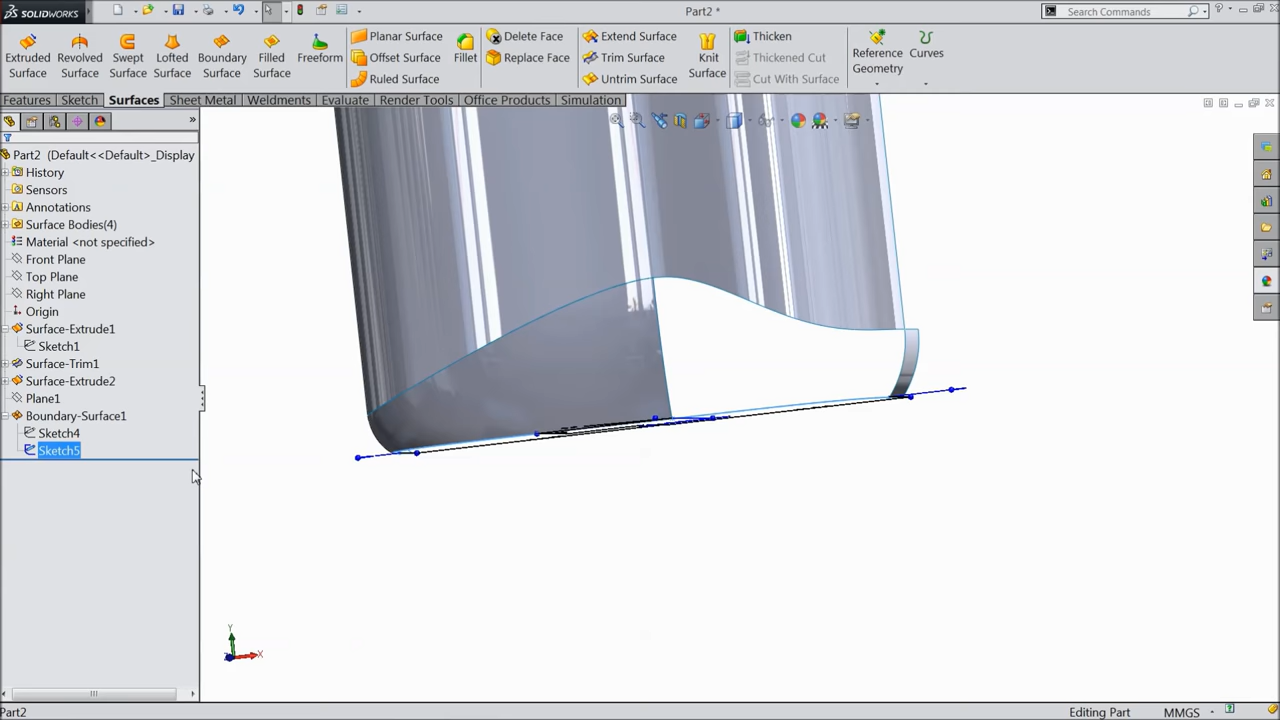 SOLIDWORKS
Part2 *
Search Commands
Extruded Surface
Revolved Surface
Swept Surface
Lofted Surface
Boundary Surface
Filled Surface
Freeform
Planar Surface
Offset Surface
Ruled Surface
Fillet
Delete Face
Replace Face
Extend Surface
Trim Surface
Untrim Surface
Knit Surface
Thicken
Thickened Cut
Cut With Surface
Reference Geometry
Curves
Features
Sketch
Surfaces
Sheet Metal
Weldments
Evaluate
Render Tools
Office Products
Simulation
Part2 (Default<<Default>_Display
History
Sensors
Annotations
Surface Bodies(4)
Material <not specified>
Front Plane
Top Plane
Right Plane
Origin
Surface-Extrude1
Sketch1
Surface-Trim1
Surface-Extrude2
Plane1
Boundary-Surface1
Sketch4
Sketch5
Y
X
Part2
Editing Part
MMGS